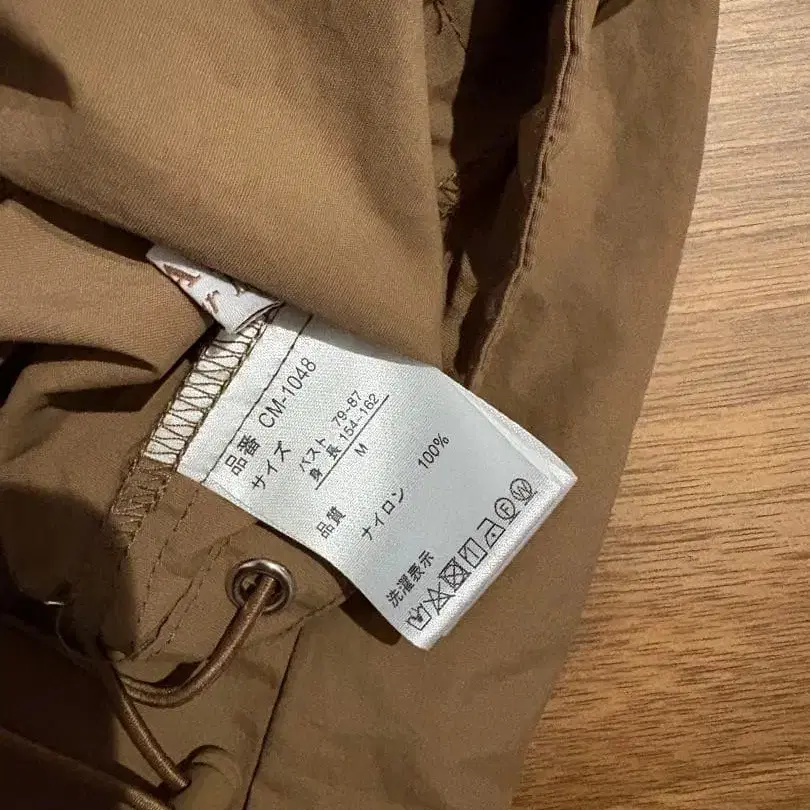 A
r
品番 CM-1048
サイズ
バスト 79-87
身 長 154-162
M
品質
ナイロン 100%
洗濯表示
F W